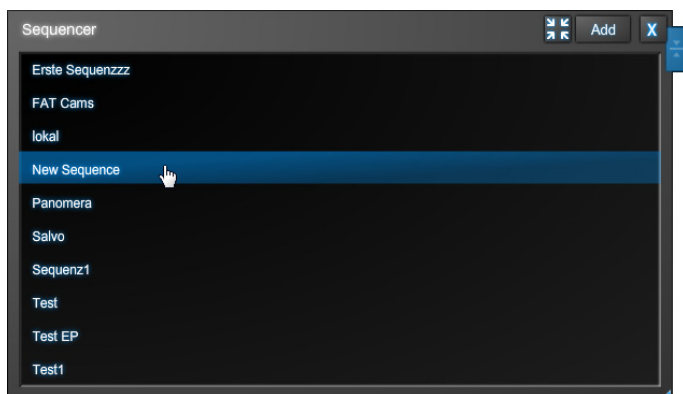 Sequencer Add X
Erste Sequenzzz
FAT Cams
lokal
New Sequence
Panomera
Salvo
Sequenz1
Test
Test EP
Test1